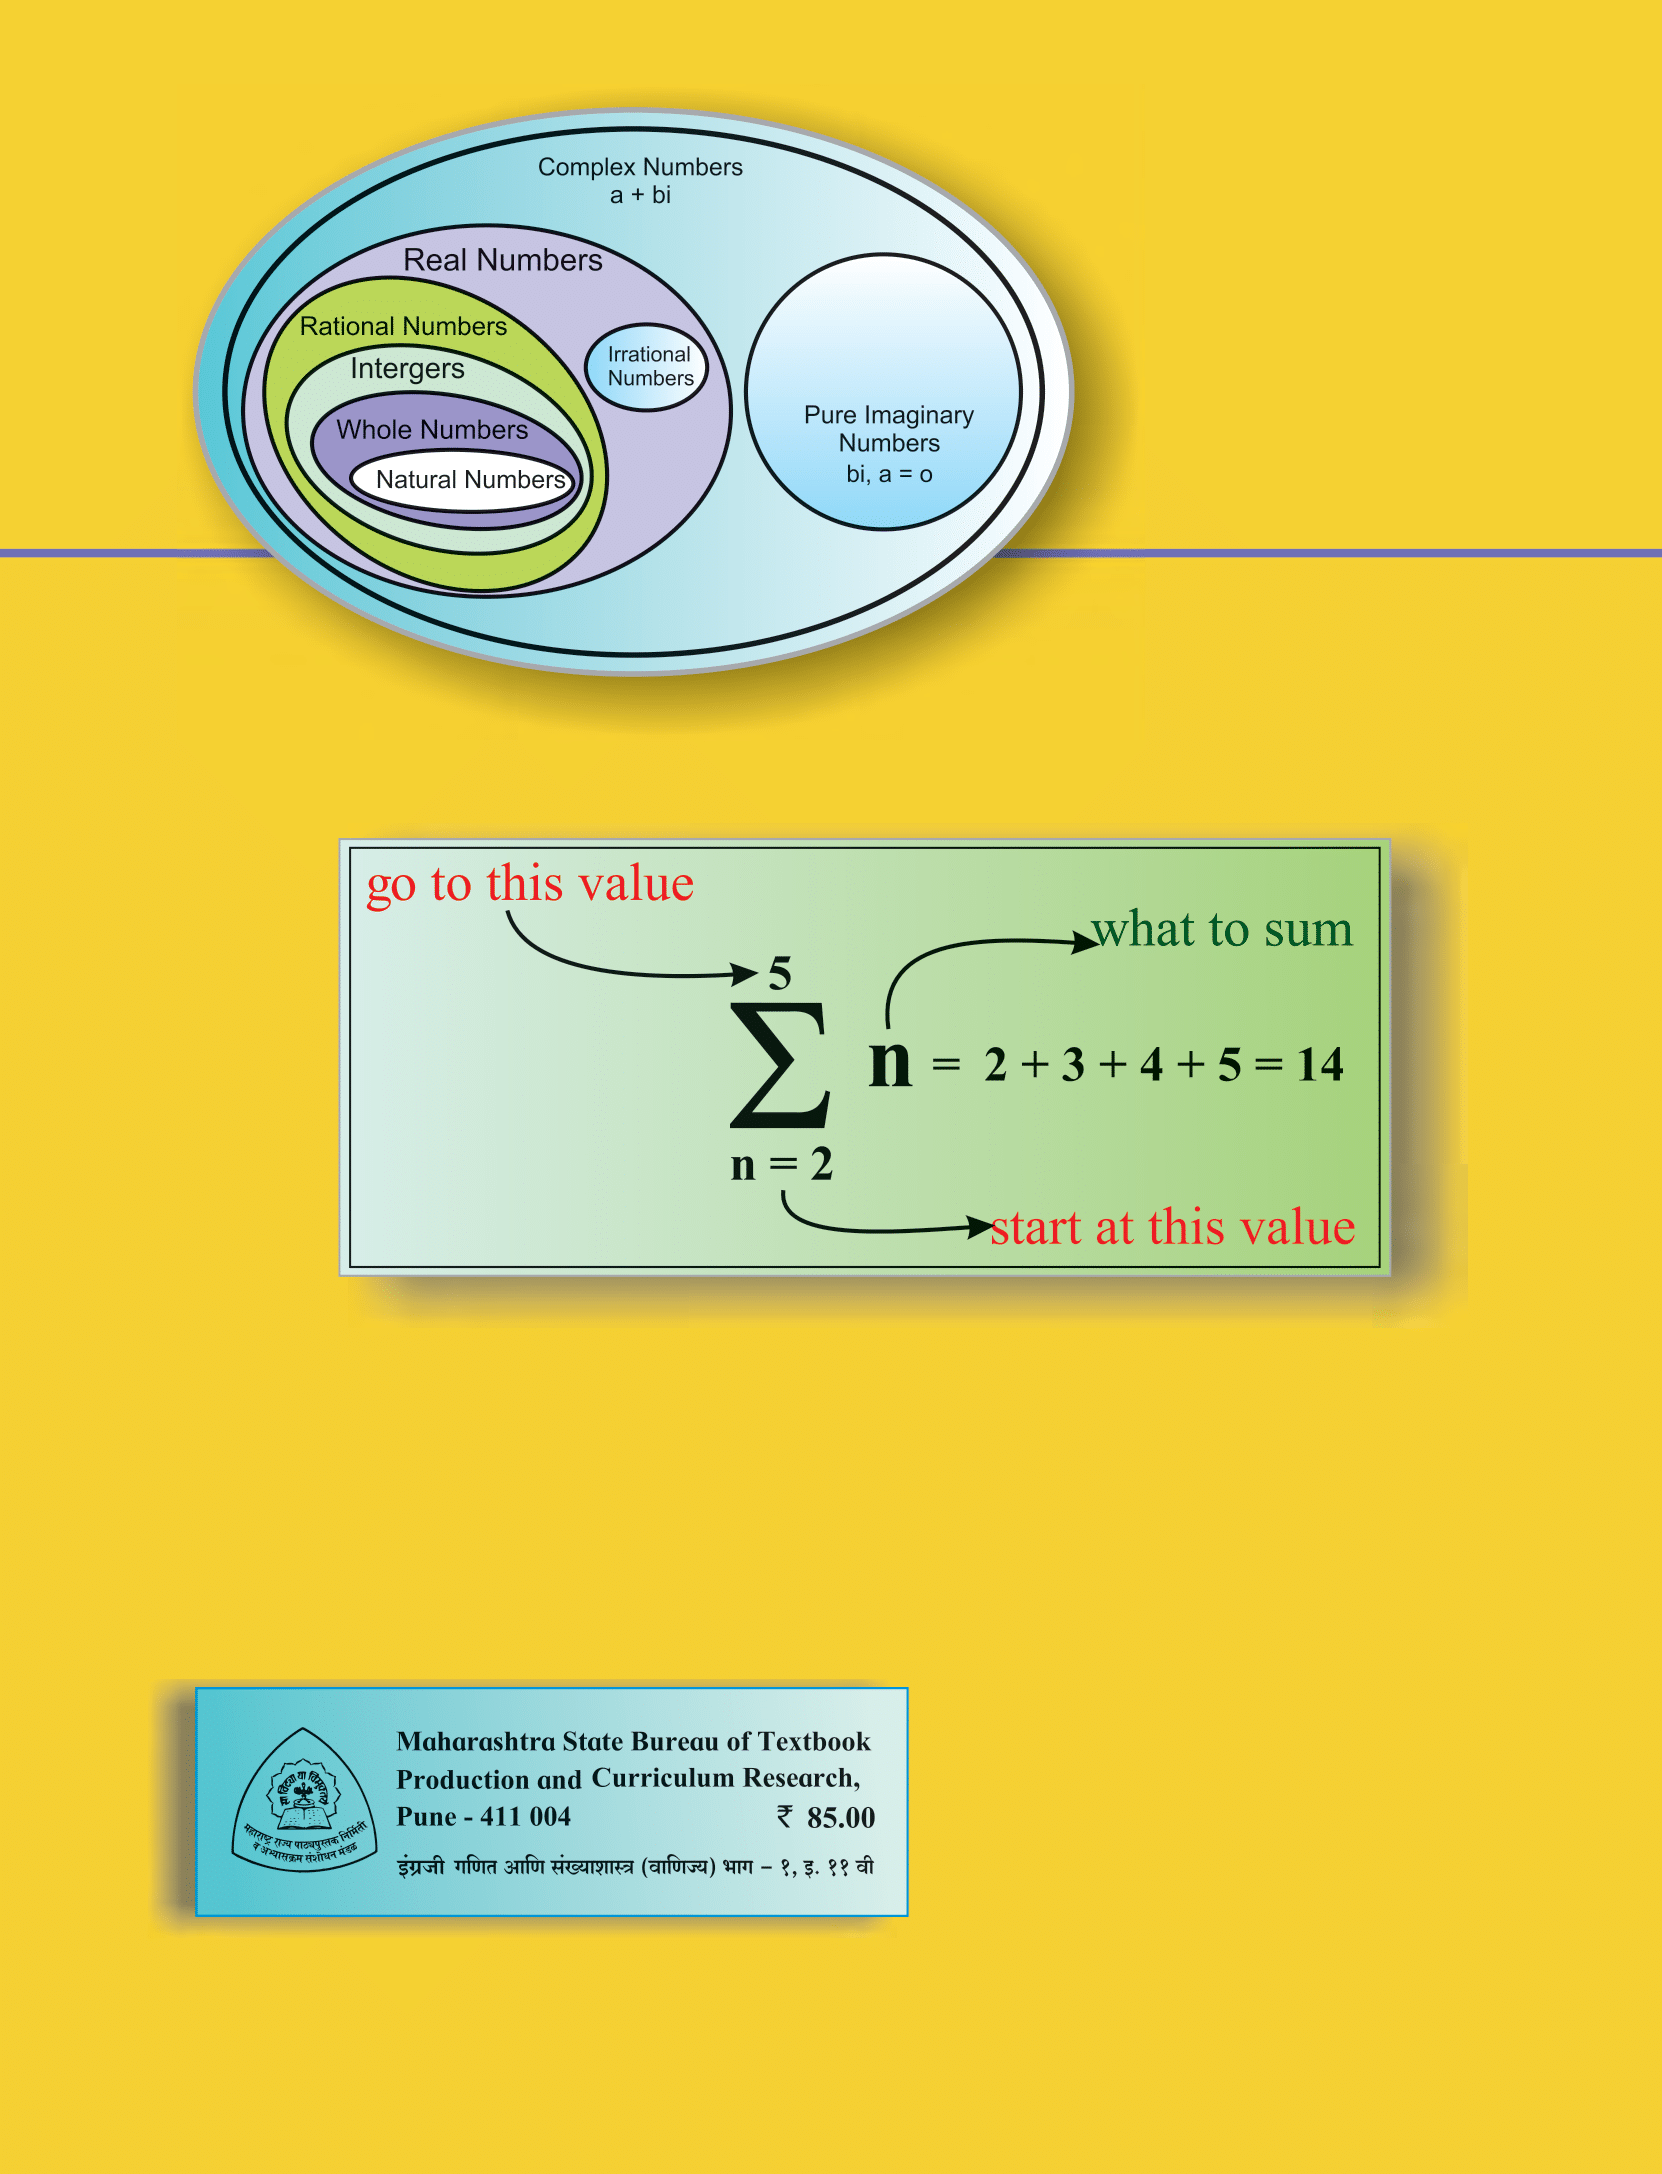 Complex Numbers
a + bi
Real Numbers
Rational Numbers
Intergers
Whole Numbers
Natural Numbers
Irrational
Numbers
Pure Imaginary
Numbers
bi, a = o
go to this value
what to sum
5
∑ n = 2 + 3 + 4 + 5 = 14
n = 2
start at this value
Maharashtra State Bureau of Textbook
Production and Curriculum Research,
Pune - 411 004 ₹ 85.00
इंग्रजी गणित आणि संख्याशास्त्र (वाणिज्य) भाग – १, इ. ११ वी
सा विद्या या विमुक्तये
महाराष्ट्र राज्य पाठ्यपुस्तक निर्मिती
व अभ्यासक्रम संशोधन मंडळ